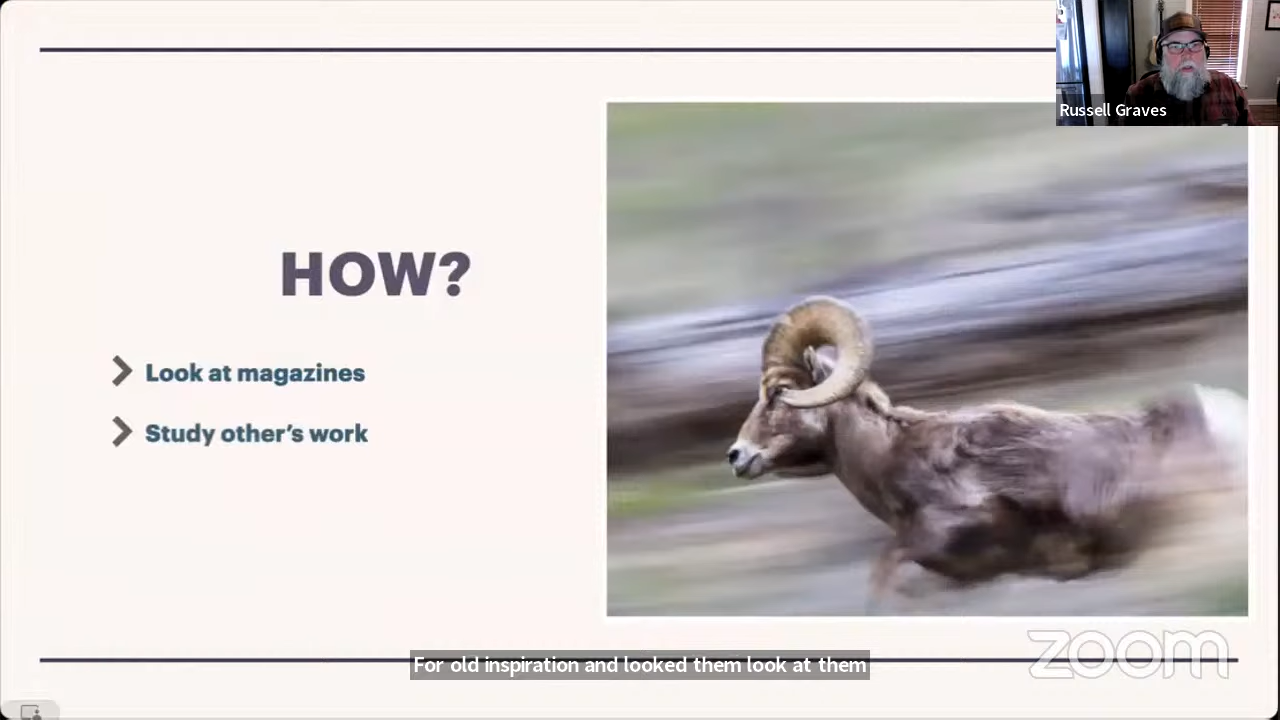 Russell Graves
HOW?
Look at magazines
Study other's work
For old inspiration and looked them look at them
zoom